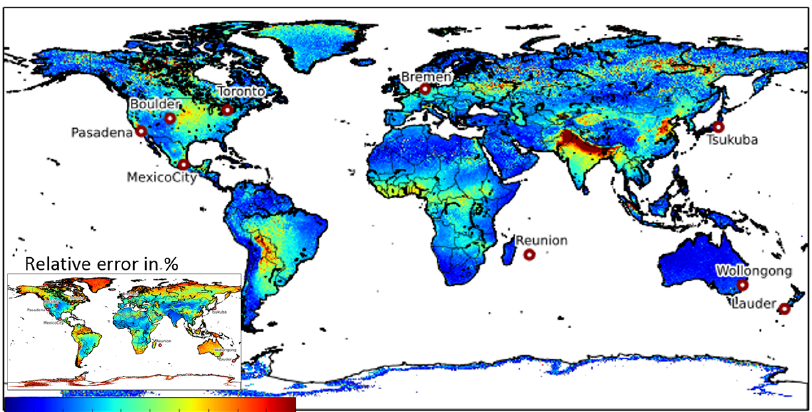 Bremen
Toronto
Boulder
Pasadena
Tsukuba
MexicoCity
Reunion
Relative error in %
Wollongong
Lauder